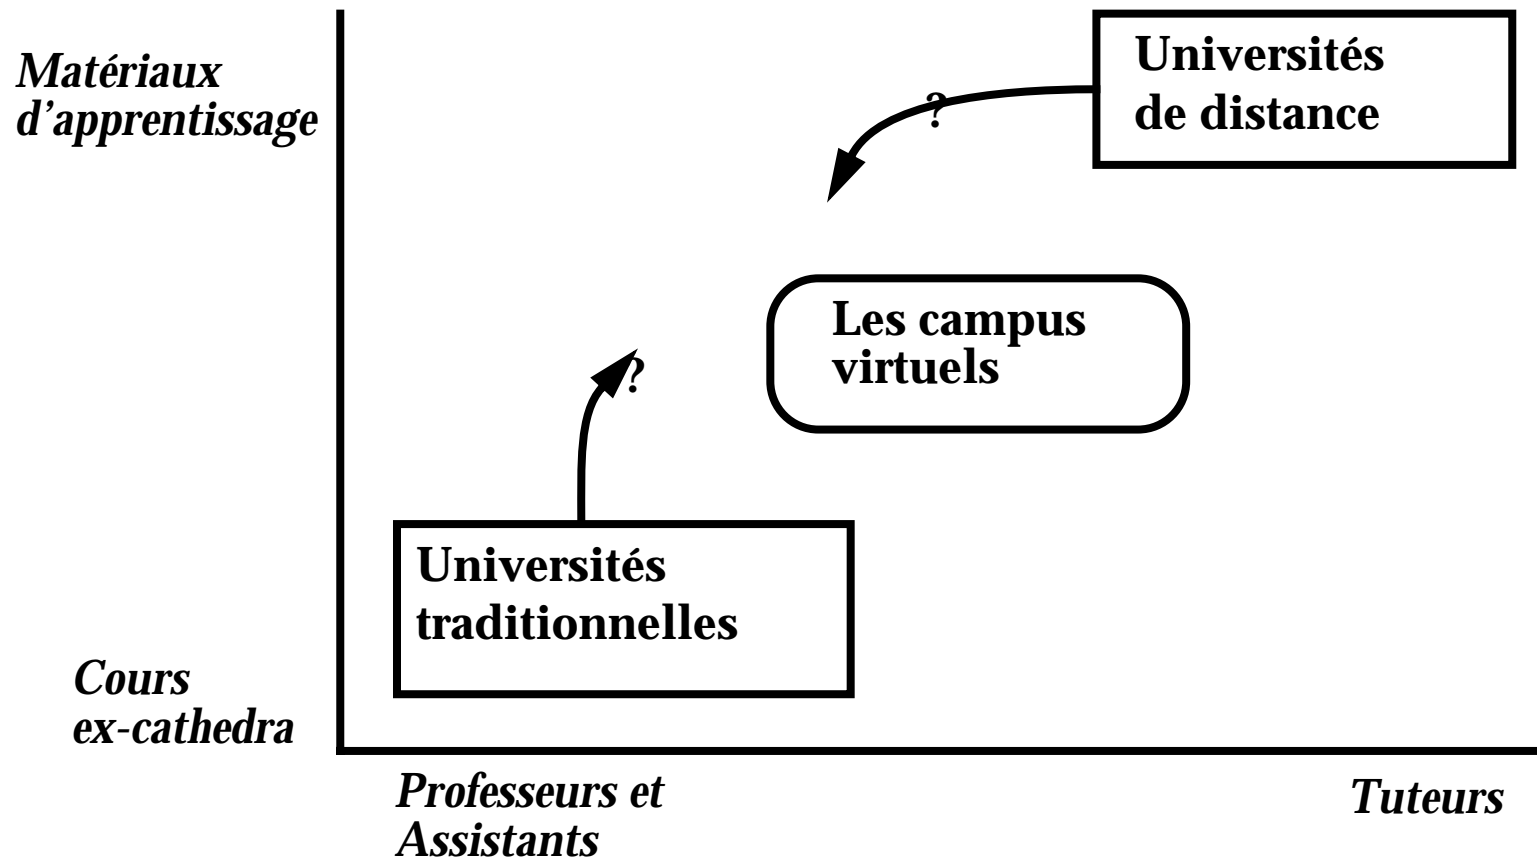 Matériaux
d'apprentissage
Universités
de distance
?
Les campus
virtuels
?
Universités
traditionnelles
Cours
ex-cathedra
Professeurs et
Assistants
Tuteurs